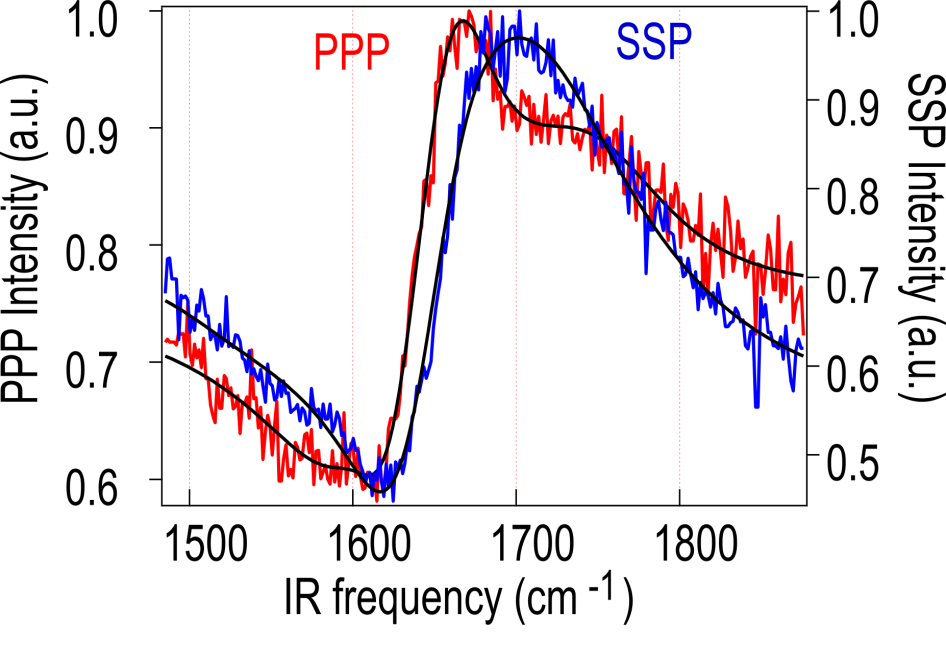 PPP
SSP
PPP Intensity (a.u.)
1.0
0.9
0.8
0.7
0.6
1.0
0.9
0.8
0.7
0.6
0.5
SSP Intensity (a.u.)
1500 1600 1700 1800
IR frequency (cm -1 )